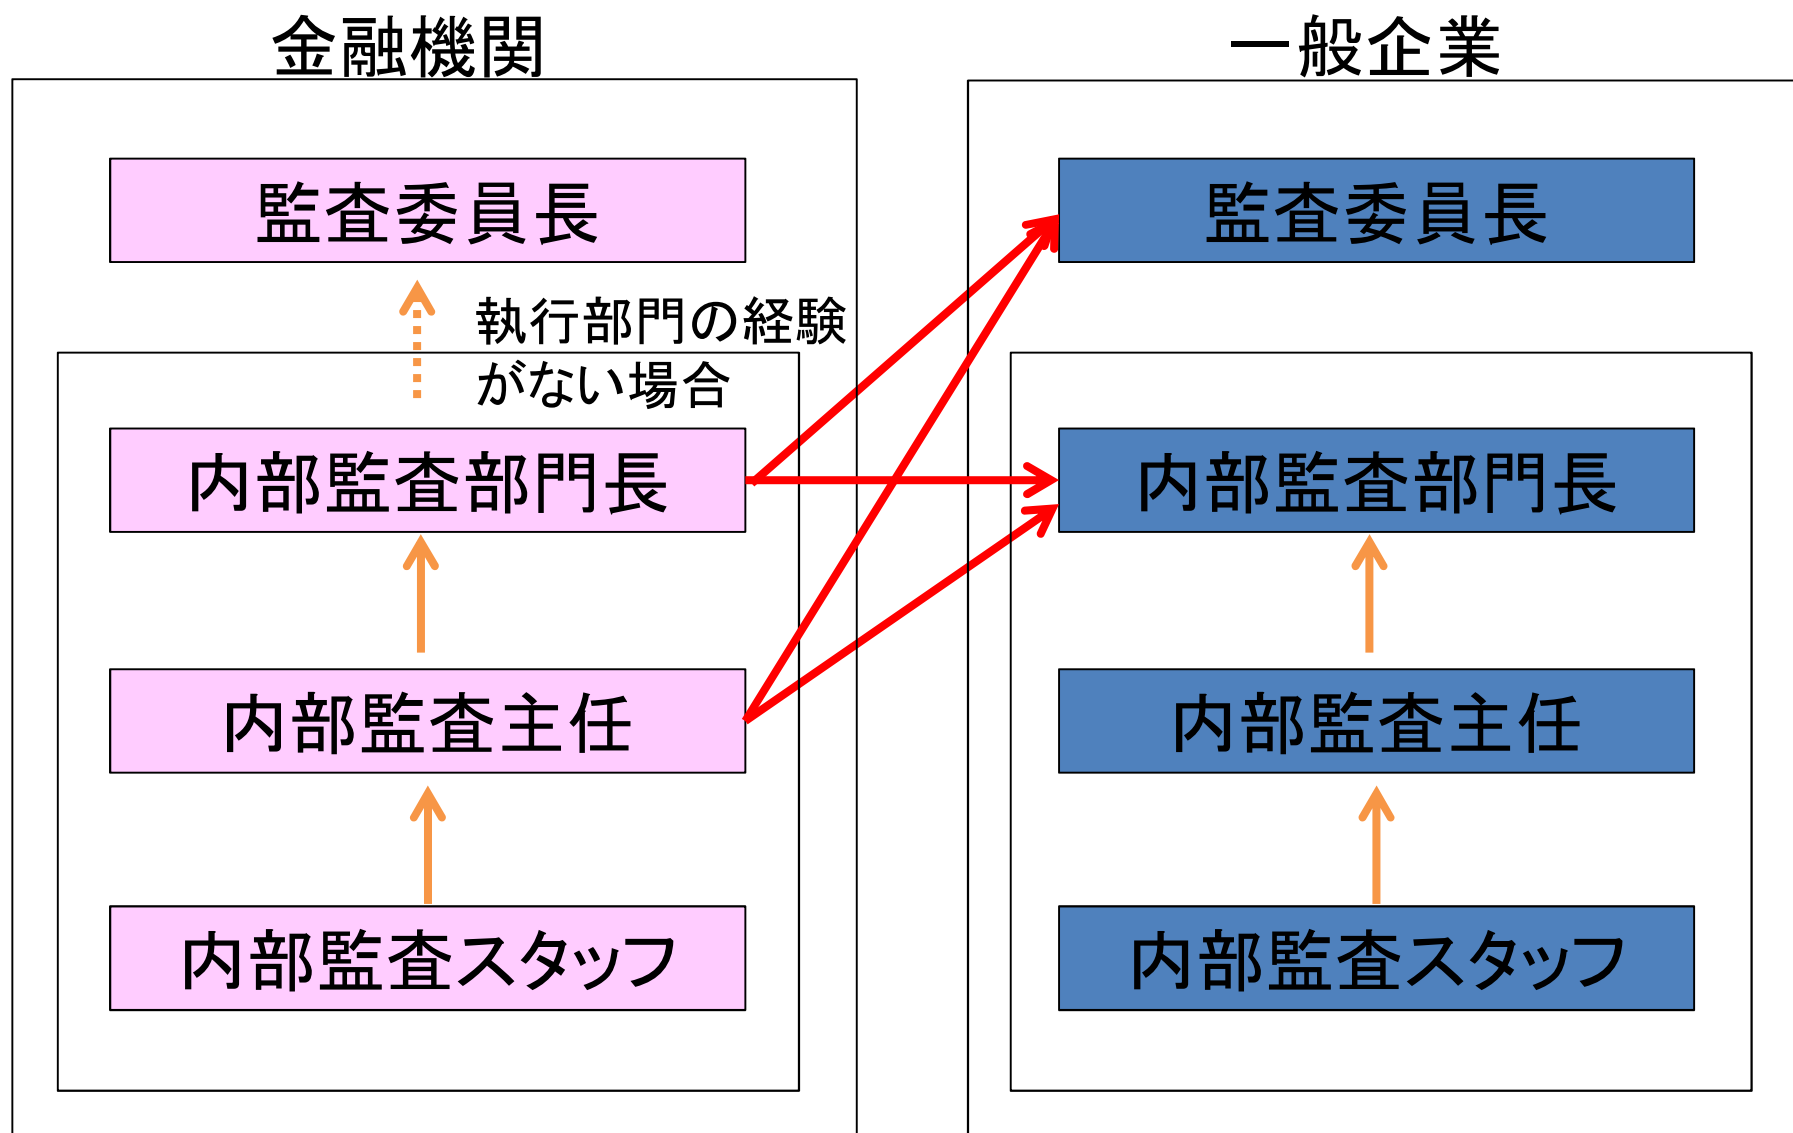 金融機関
一般企業
監査委員長
監査委員長
執行部門の経験
がない場合
内部監査部門長
内部監査部門長
内部監査主任
内部監査主任
内部監査スタッフ
内部監査スタッフ